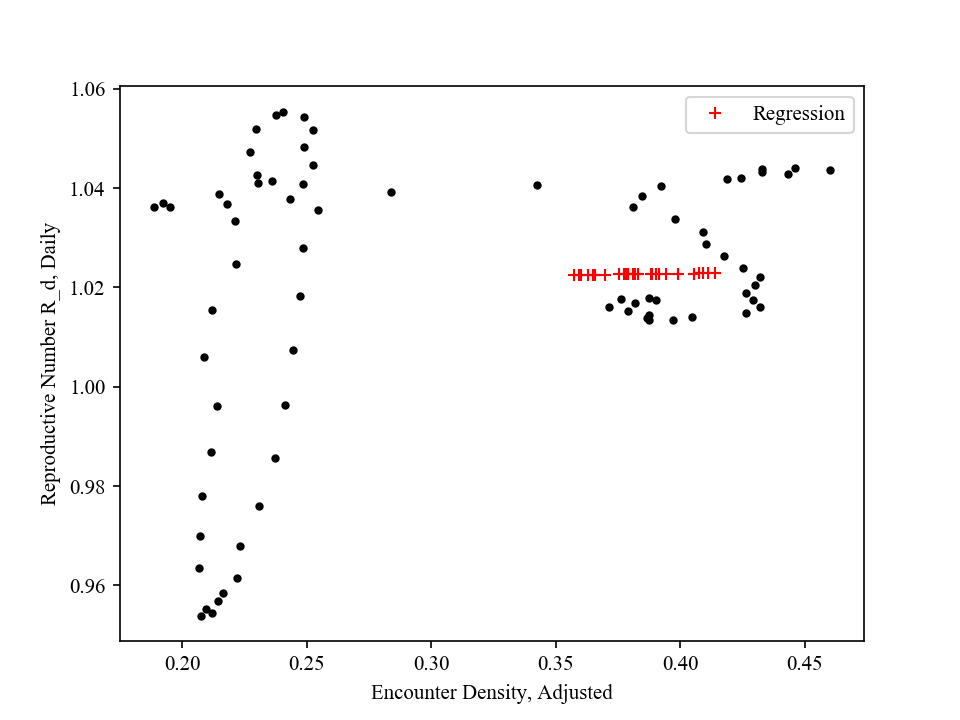 1.06
Regression
1.04
1.02
1.00
0.98
0.96
Reproductive Number R_d, Daily
0.20 0.25 0.30 0.35 0.40 0.45
Encounter Density, Adjusted